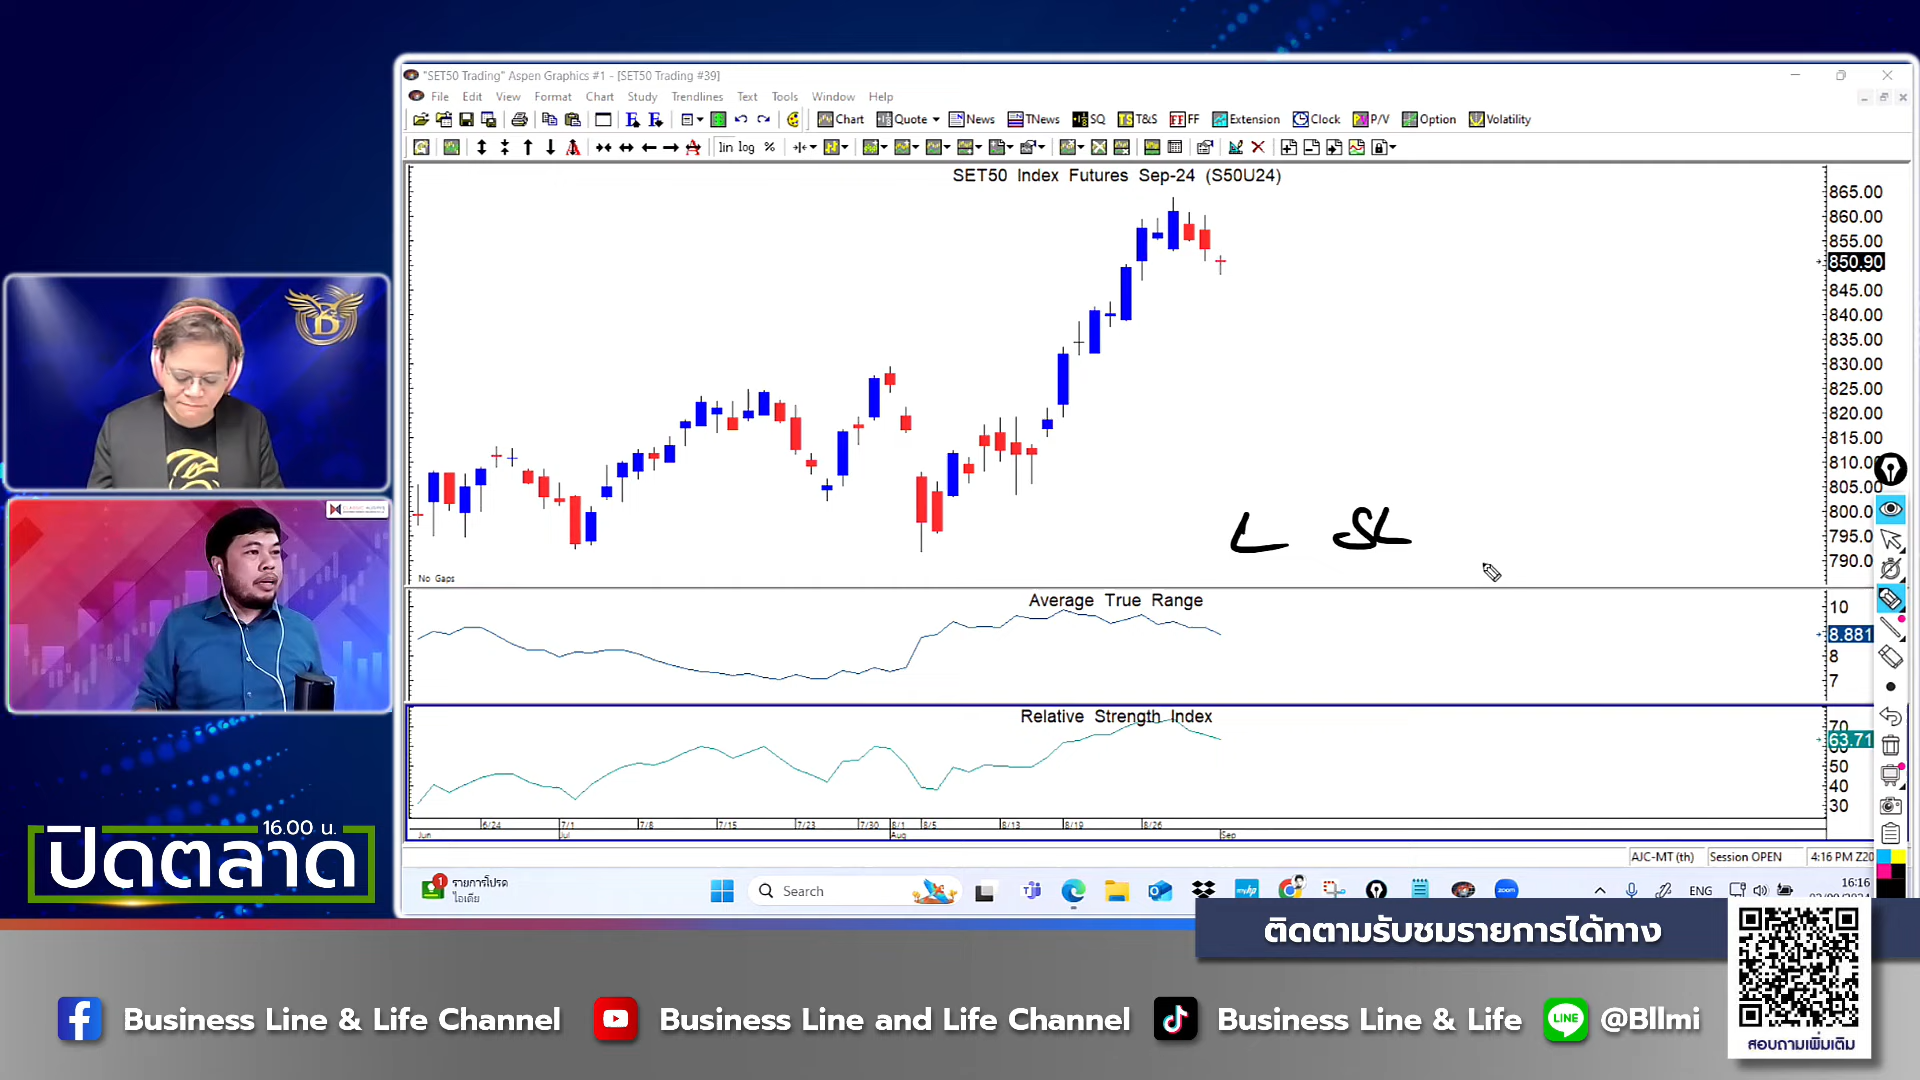 "SET50 Trading" Aspen Graphics #1 - [SET50 Trading #39]
File Edit View Format Chart Study Trendlines Text Tools Window Help
Chart Quote News TNews SQ T&S FF Extension Clock P/V Option Volatility
lin log %
SET50 Index Futures Sep-24 (S50U24)
865.00
860.00
855.00
850.90
845.00
840.00
835.00
830.00
825.00
820.00
815.00
810.00
805.00
800.0
795.0
790.0
L SL
No Gaps
Average True Range
10
8.881
8
7
Relative Strength Index
70
63.71
50
40
30
6/24 7/1 7/8 7/15 7/23 7/30 8/1 8/5 8/13 8/19 8/26
Jun Jul Aug Sep
AJC-MT (th) Session OPEN 4:16 PM
1 รายการโปรด
ไอเดีย
Search
ENG
16:16
16.00 น.
ปิดตลาด
ติดตามรับชมรายการได้ทาง
Business Line & Life Channel
Business Line and Life Channel
Business Line & Life
LINE @Bllmi
สอบถามเพิ่มเติม